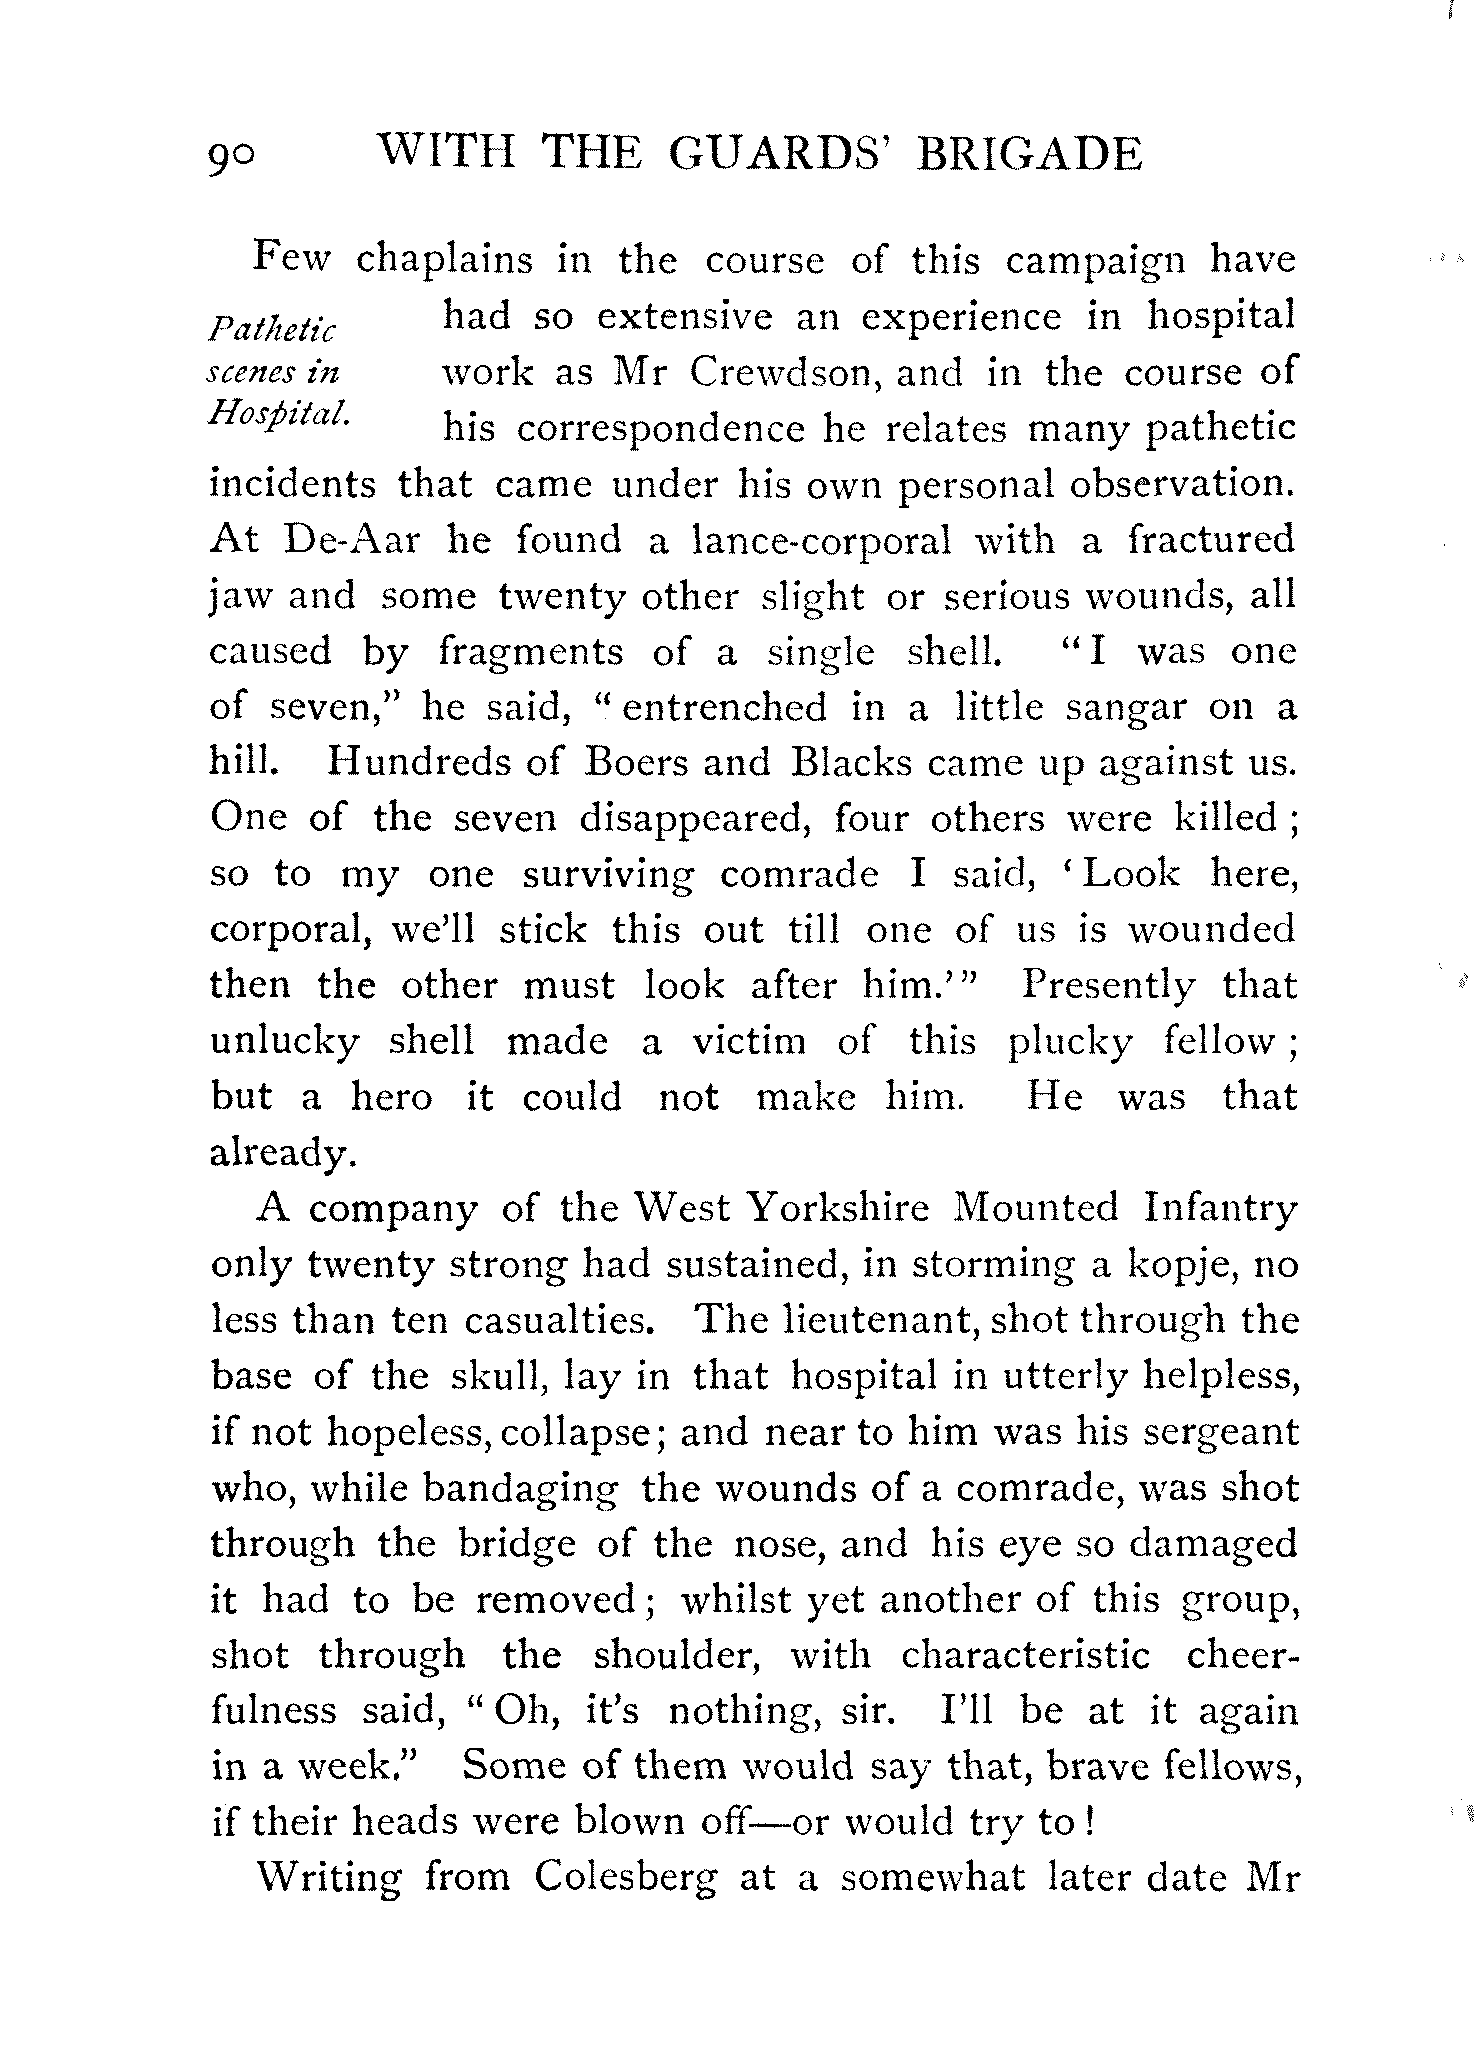 90 WITH THE GUARDS' BRIGADE
Few chaplains in the course of this campaign have
Pathetic
scenes in
Hospital.
had so extensive an experience in hospital
work as Mr Crewdson, and in the course of
his correspondence he relates many pathetic
incidents that came under his own personal observation.
At De-Aar he found a lance-corporal with a fractured
jaw and some twenty other slight or serious wounds, all
caused by fragments of a single shell. "I was one
of seven," he said, "entrenched in a little sangar on a
hill. Hundreds of Boers and Blacks came up against us.
One of the seven disappeared, four others were killed;
so to my one surviving comrade I said, 'Look here,
corporal, we'll stick this out till one of us is wounded
then the other must look after him.'" Presently that
unlucky shell made a victim of this plucky fellow;
but a hero it could not make him. He was that
already.
A company of the West Yorkshire Mounted Infantry
only twenty strong had sustained, in storming a kopje, no
less than ten casualties. The lieutenant, shot through the
base of the skull, lay in that hospital in utterly helpless,
if not hopeless, collapse; and near to him was his sergeant
who, while bandaging the wounds of a comrade, was shot
through the bridge of the nose, and his eye so damaged
it had to be removed; whilst yet another of this group,
shot through the shoulder, with characteristic cheer-
fulness said, "Oh, it's nothing, sir. I'll be at it again
in a week." Some of them would say that, brave fellows,
if their heads were blown off—or would try to!
Writing from Colesberg at a somewhat later date Mr